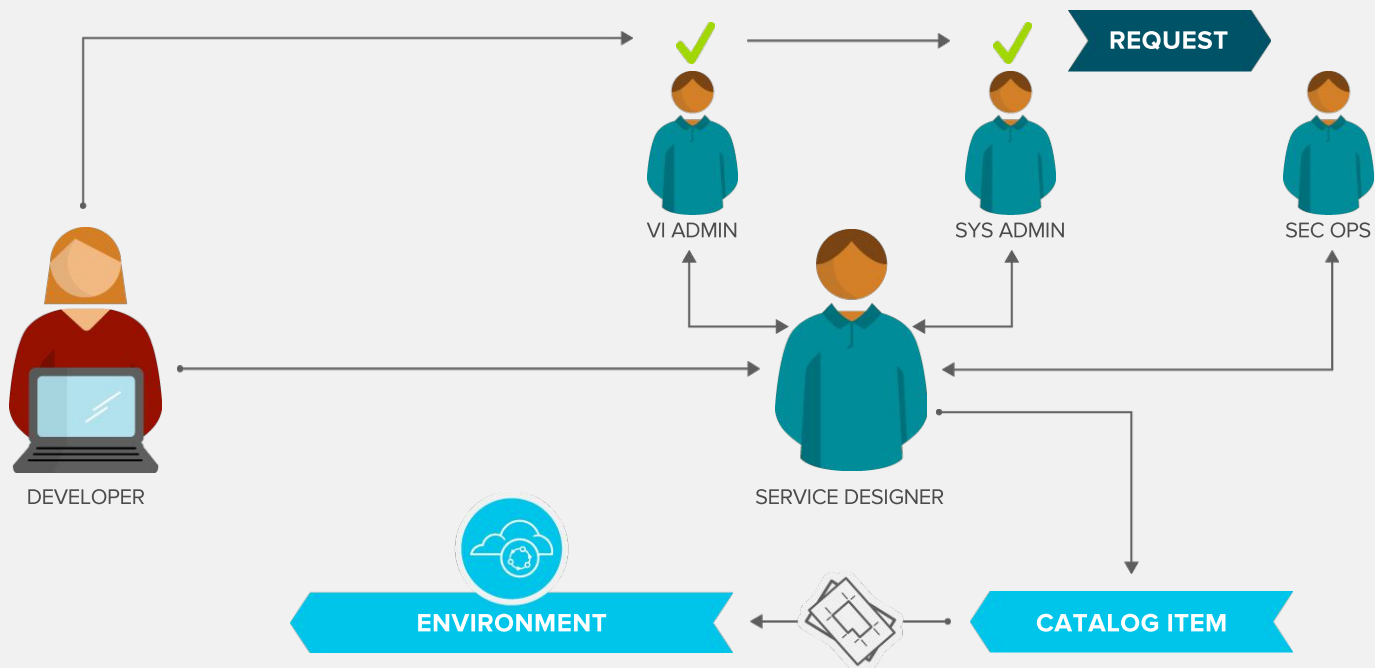 REQUEST
VI ADMIN
SYS ADMIN
SEC OPS
DEVELOPER
SERVICE DESIGNER
ENVIRONMENT
CATALOG ITEM